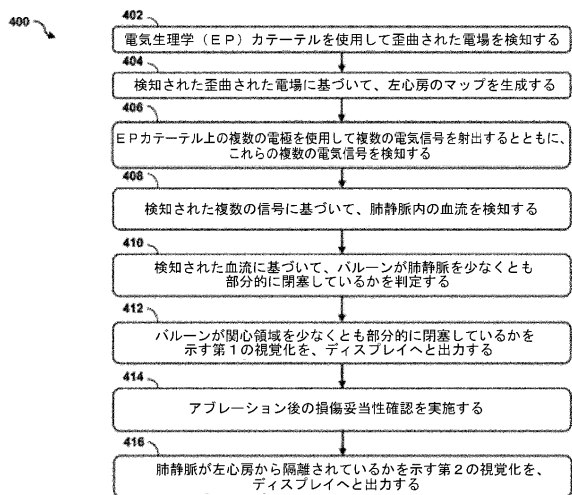 400
402
電気生理学（ＥＰ）カテーテルを使用して歪曲された電場を検知する
404
検知された歪曲された電場に基づいて、左心房のマップを生成する
406
ＥＰカテーテル上の複数の電極を使用して複数の電気信号を射出するとともに、
これらの複数の電気信号を検知する
408
検知された複数の信号に基づいて、肺静脈内の血流を検知する
410
検知された血流に基づいて、バルーンが肺静脈を少なくとも
部分的に閉塞しているかを判定する
412
バルーンが関心領域を少なくとも部分的に閉塞しているかを
示す第１の視覚化を、ディスプレイへと出力する
414
アブレーション後の損傷妥当性確認を実施する
416
肺静脈が左心房から隔離されているかを示す第２の視覚化を、
ディスプレイへと出力する